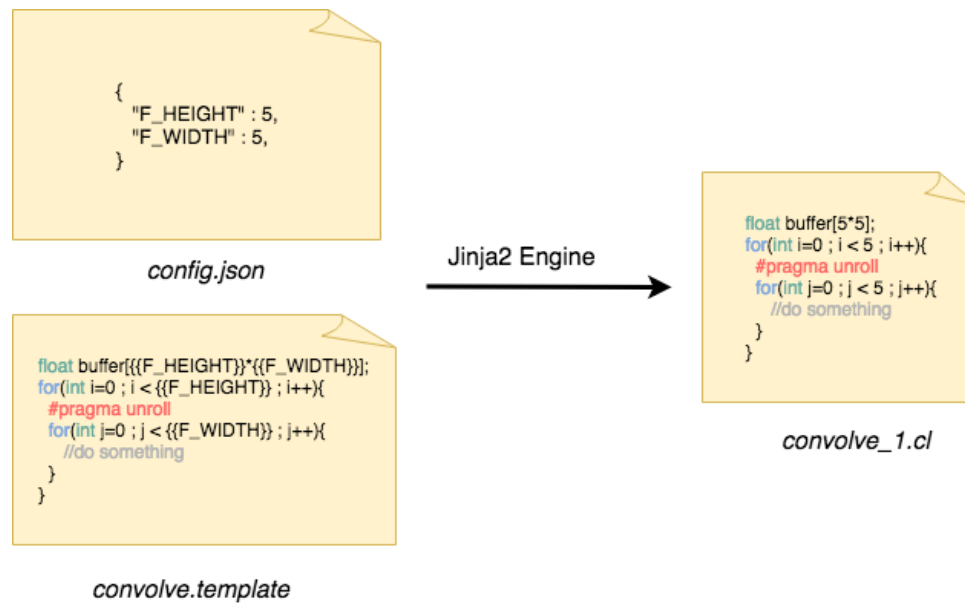 {
"F_HEIGHT" : 5,
"F_WIDTH" : 5,
}
config.json
float buffer[{{F_HEIGHT}}*{{F_WIDTH}}];
for(int i=0 ; i < {{F_HEIGHT}} ; i++){
#pragma unroll
for(int j=0 ; j < {{F_WIDTH}} ; j++){
//do something
}
}
convolve.template
Jinja2 Engine
float buffer[5*5];
for(int i=0 ; i < 5 ; i++){
#pragma unroll
for(int j=0 ; j < 5 ; j++){
//do something
}
}
convolve_1.cl